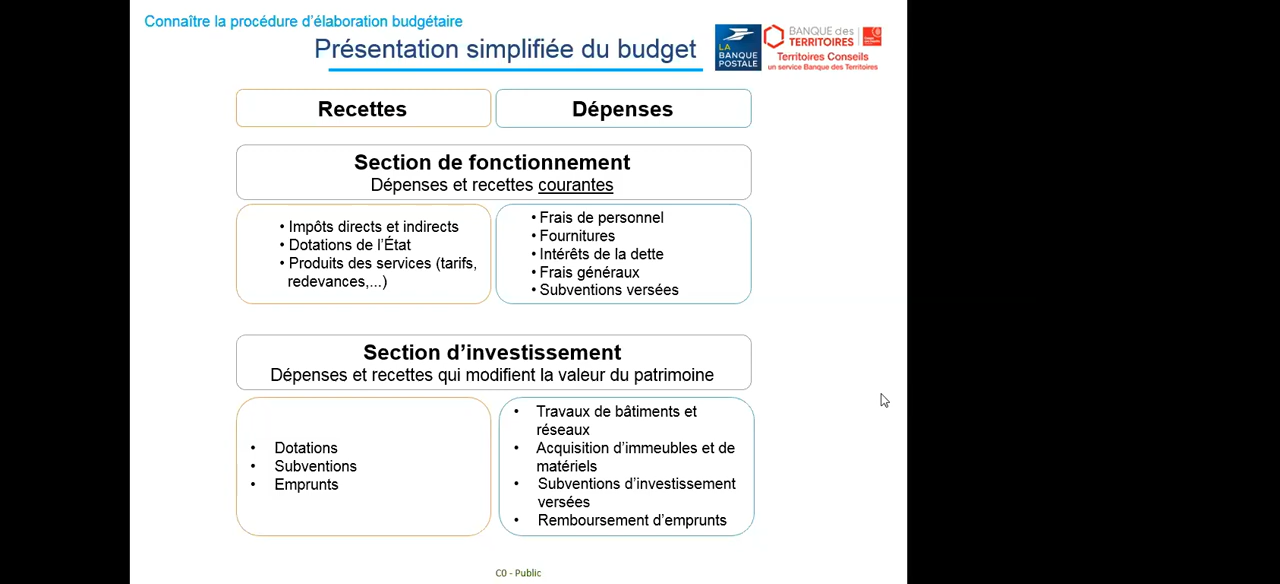 Connaître la procédure d'élaboration budgétaire
Présentation simplifiée du budget
LA
BANQUE
POSTALE
BANQUE des
TERRITOIRES
Territoires Conseils
un service Banque des Territoires
Recettes
Dépenses
Section de fonctionnement
Dépenses et recettes courantes
• Impôts directs et indirects
• Dotations de l'État
• Produits des services (tarifs,
redevances,...)
• Frais de personnel
• Fournitures
• Intérêts de la dette
• Frais généraux
• Subventions versées
Section d'investissement
Dépenses et recettes qui modifient la valeur du patrimoine
• Dotations
• Subventions
• Emprunts
• Travaux de bâtiments et
réseaux
• Acquisition d'immeubles et de
matériels
• Subventions d'investissement
versées
• Remboursement d'emprunts
C0 - Public